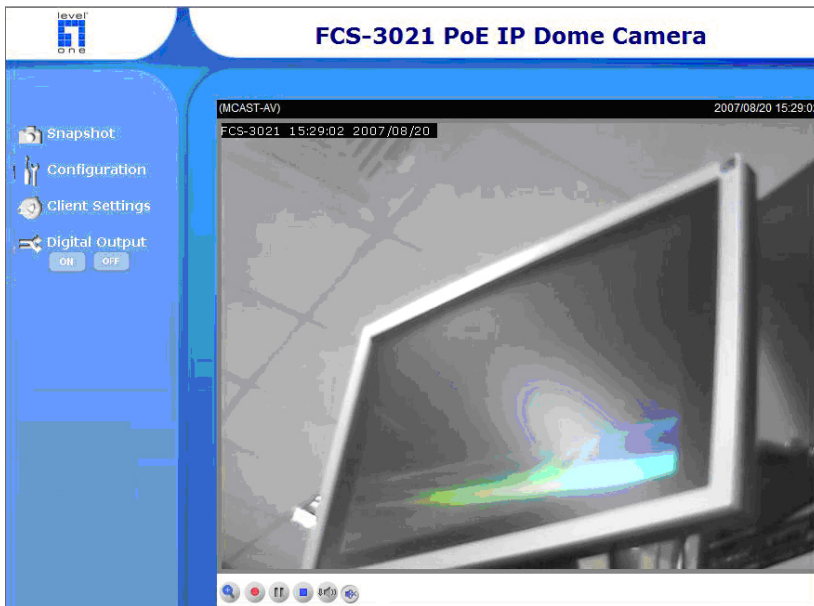 level
one
FCS-3021 PoE IP Dome Camera
(MCAST-AV) 2007/08/20 15:29:02
FCS-3021 15:29:02 2007/08/20
Snapshot
Configuration
Client Settings
Digital Output
ON OFF